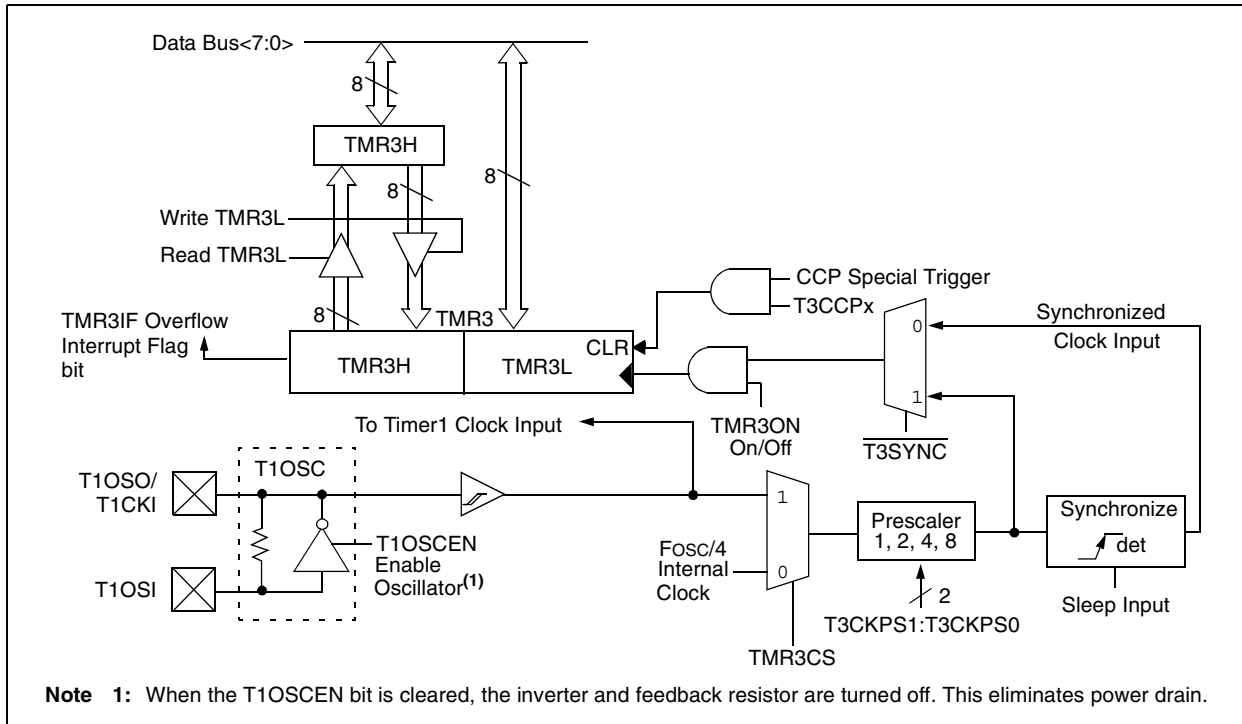 Data Bus<7:0>
8
TMR3H
8
8
Write TMR3L
Read TMR3L
8
TMR3
CCP Special Trigger
T3CCPx
TMR3IF Overflow
Interrupt Flag
bit
TMR3H
TMR3L
CLR
0
1
Synchronized
Clock Input
TMR3ON
On/Off
T3SYNC
To Timer1 Clock Input
T1OSO/
T1CKI
T1OSC
T1OSCEN
Enable
Oscillator(1)
T1OSI
1
0
FOSC/4
Internal
Clock
Prescaler
1, 2, 4, 8
Synchronize
det
2
T3CKPS1:T3CKPS0
Sleep Input
TMR3CS
Note 1: When the T1OSCEN bit is cleared, the inverter and feedback resistor are turned off. This eliminates power drain.